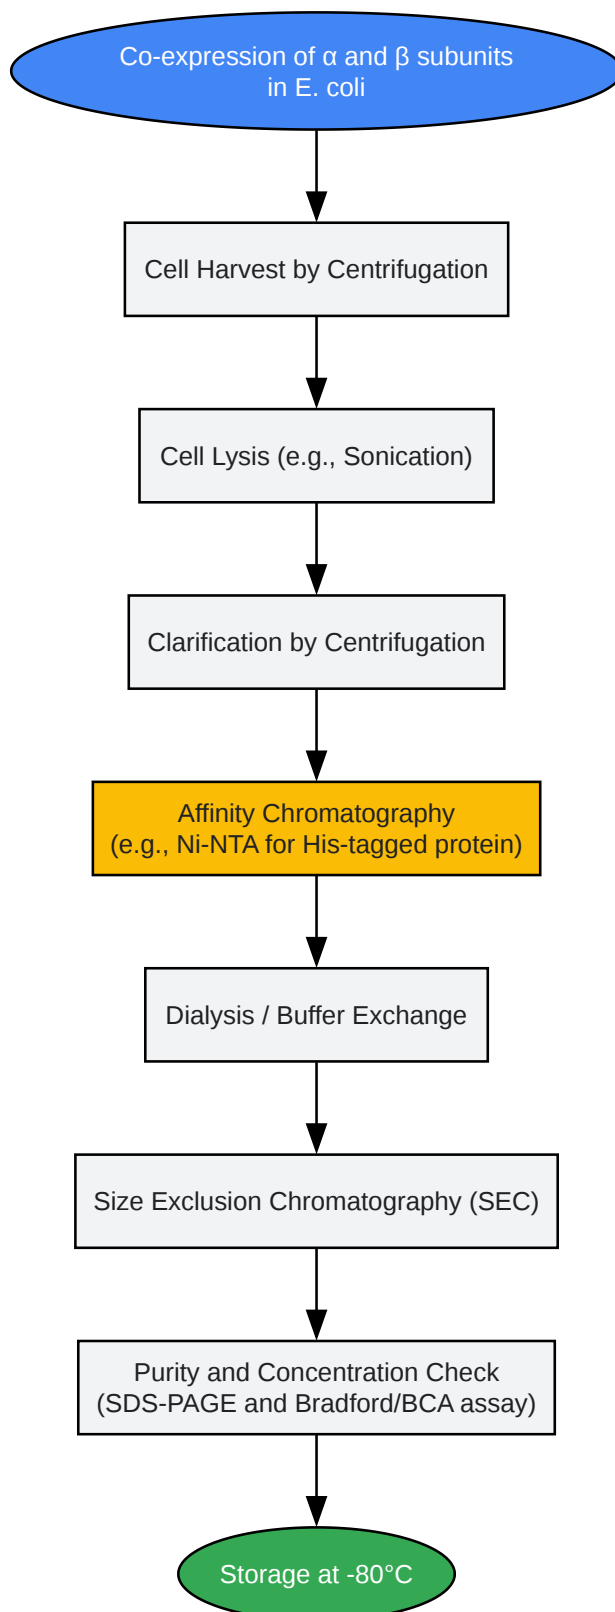 Co-expression of α and β subunits
in E. coli
Cell Harvest by Centrifugation
Cell Lysis (e.g., Sonication)
Clarification by Centrifugation
Affinity Chromatography
(e.g., Ni-NTA for His-tagged protein)
Dialysis / Buffer Exchange
Size Exclusion Chromatography (SEC)
Purity and Concentration Check
(SDS-PAGE and Bradford/BCA assay)
Storage at -80°C